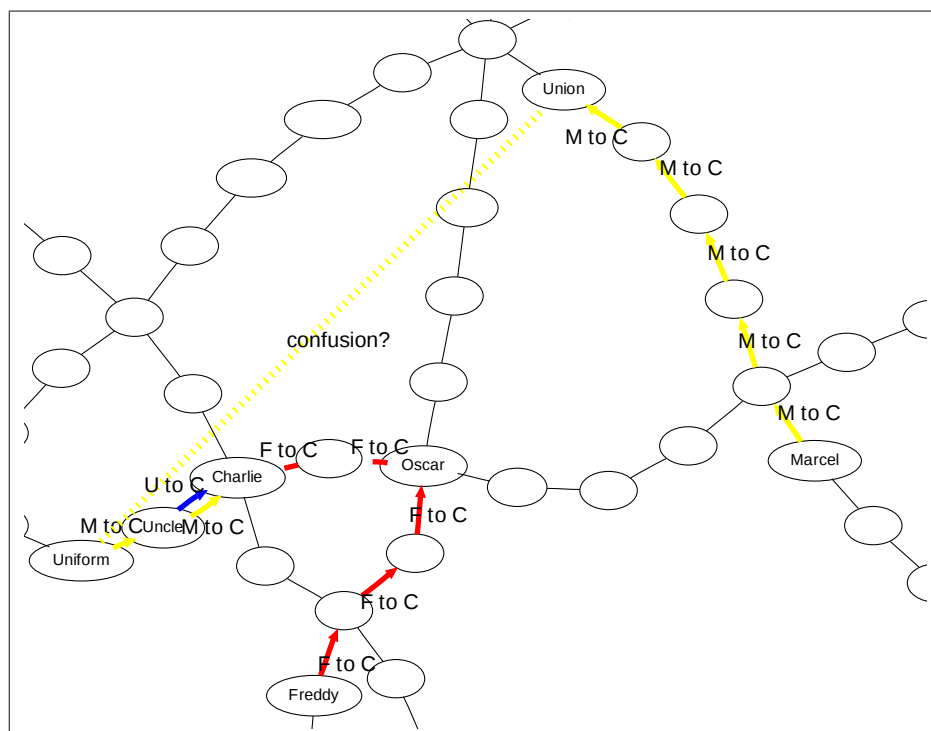 Union
M to C
M to C
M to C
confusion?
M to C
M to C
F to C
F to C
Marcel
Oscar
Charlie
U to C
F to C
M to C
Uncle
M to C
Uniform
F to C
F to C
Freddy